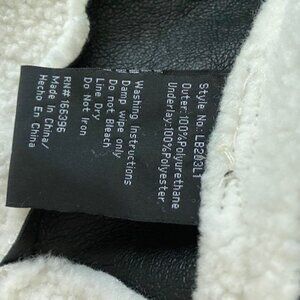 Style No.: LB203L1
Outer:100%Polyurethane
Underlay:100%Polyester
Washing Instructions
Damp wipe only
Do not Bleach
Line Dry
Do Not Iron
RN# 166396
Made In China/
Hecho En China